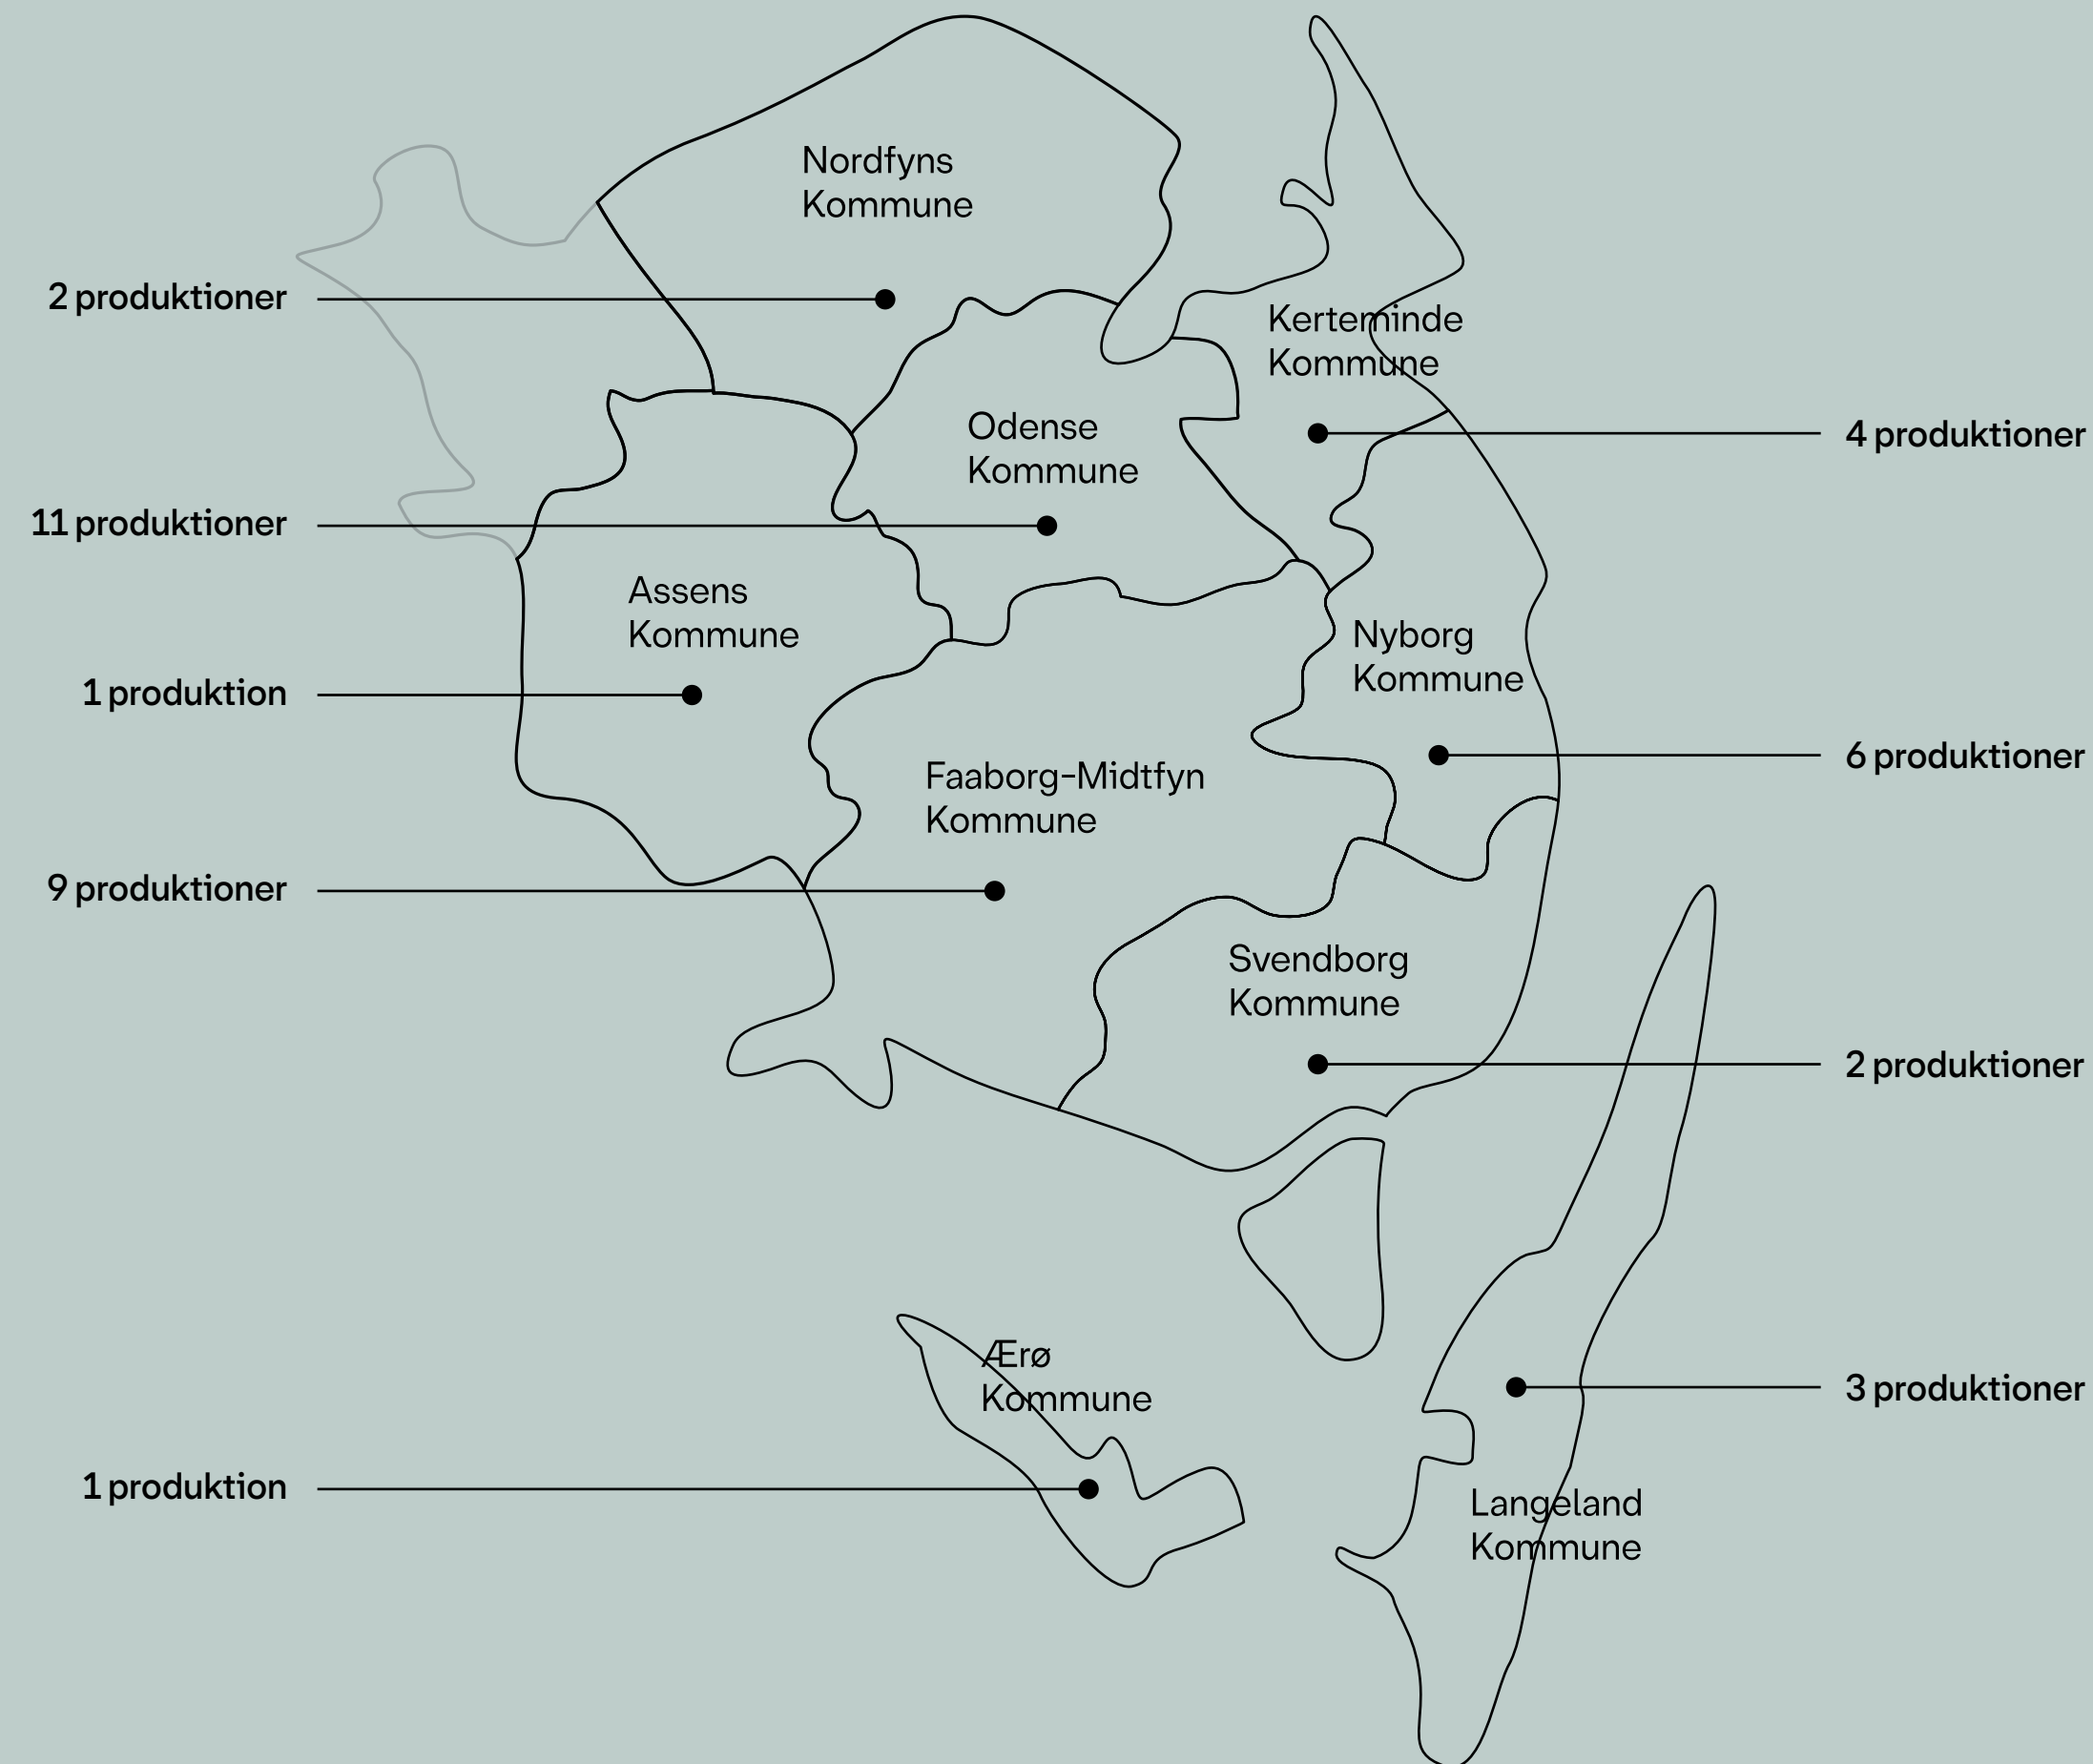 Nordfyns
Kommune
2 produktioner
Kerteminde
Kommune
Odense
Kommune
4 produktioner
11 produktioner
Assens
Kommune
Nyborg
Kommune
1 produktion
6 produktioner
Faaborg-Midtfyn
Kommune
9 produktioner
Svendborg
Kommune
2 produktioner
Ærø
Kommune
3 produktioner
1 produktion
Langeland
Kommune